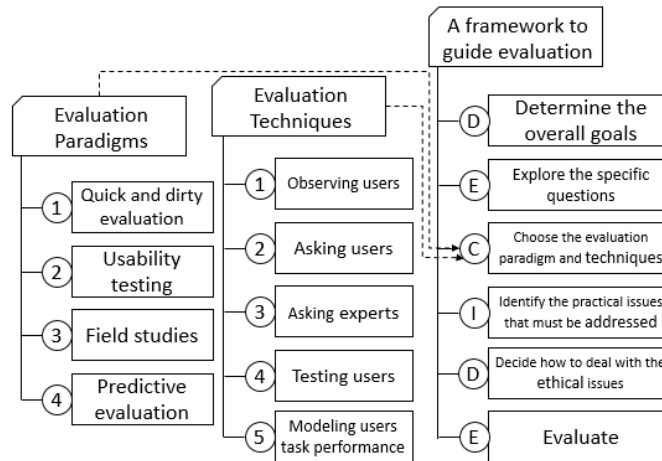 A framework to
guide evaluation
Evaluation
Paradigms
1
Quick and dirty
evaluation
2
Usability
testing
3
Field studies
4
Predictive
evaluation
Evaluation
Techniques
1
Observing users
2
Asking users
3
Asking experts
4
Testing users
5
Modeling users
task performance
D
Determine the
overall goals
E
Explore the specific
questions
C
Choose the evaluation
paradigm and techniques
I
Identify the practical issues
that must be addressed
D
Decide how to deal with the
ethical issues
E
Evaluate